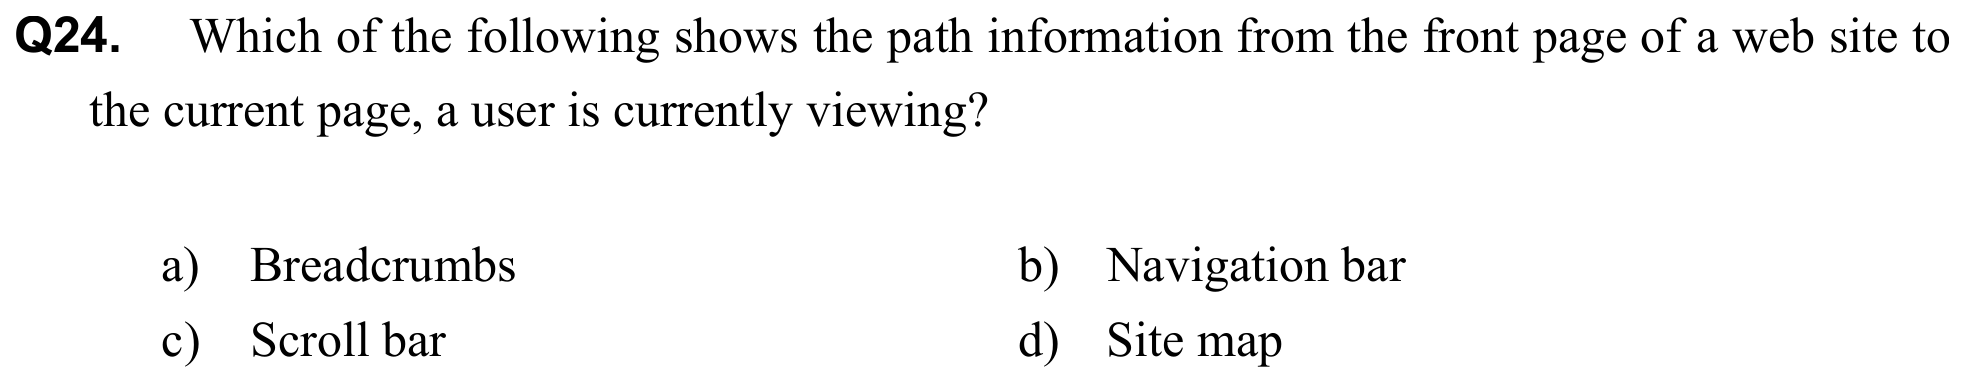 Q24. Which of the following shows the path information from the front page of a web site to
the current page, a user is currently viewing?
a) Breadcrumbs b) Navigation bar
c) Scroll bar d) Site map